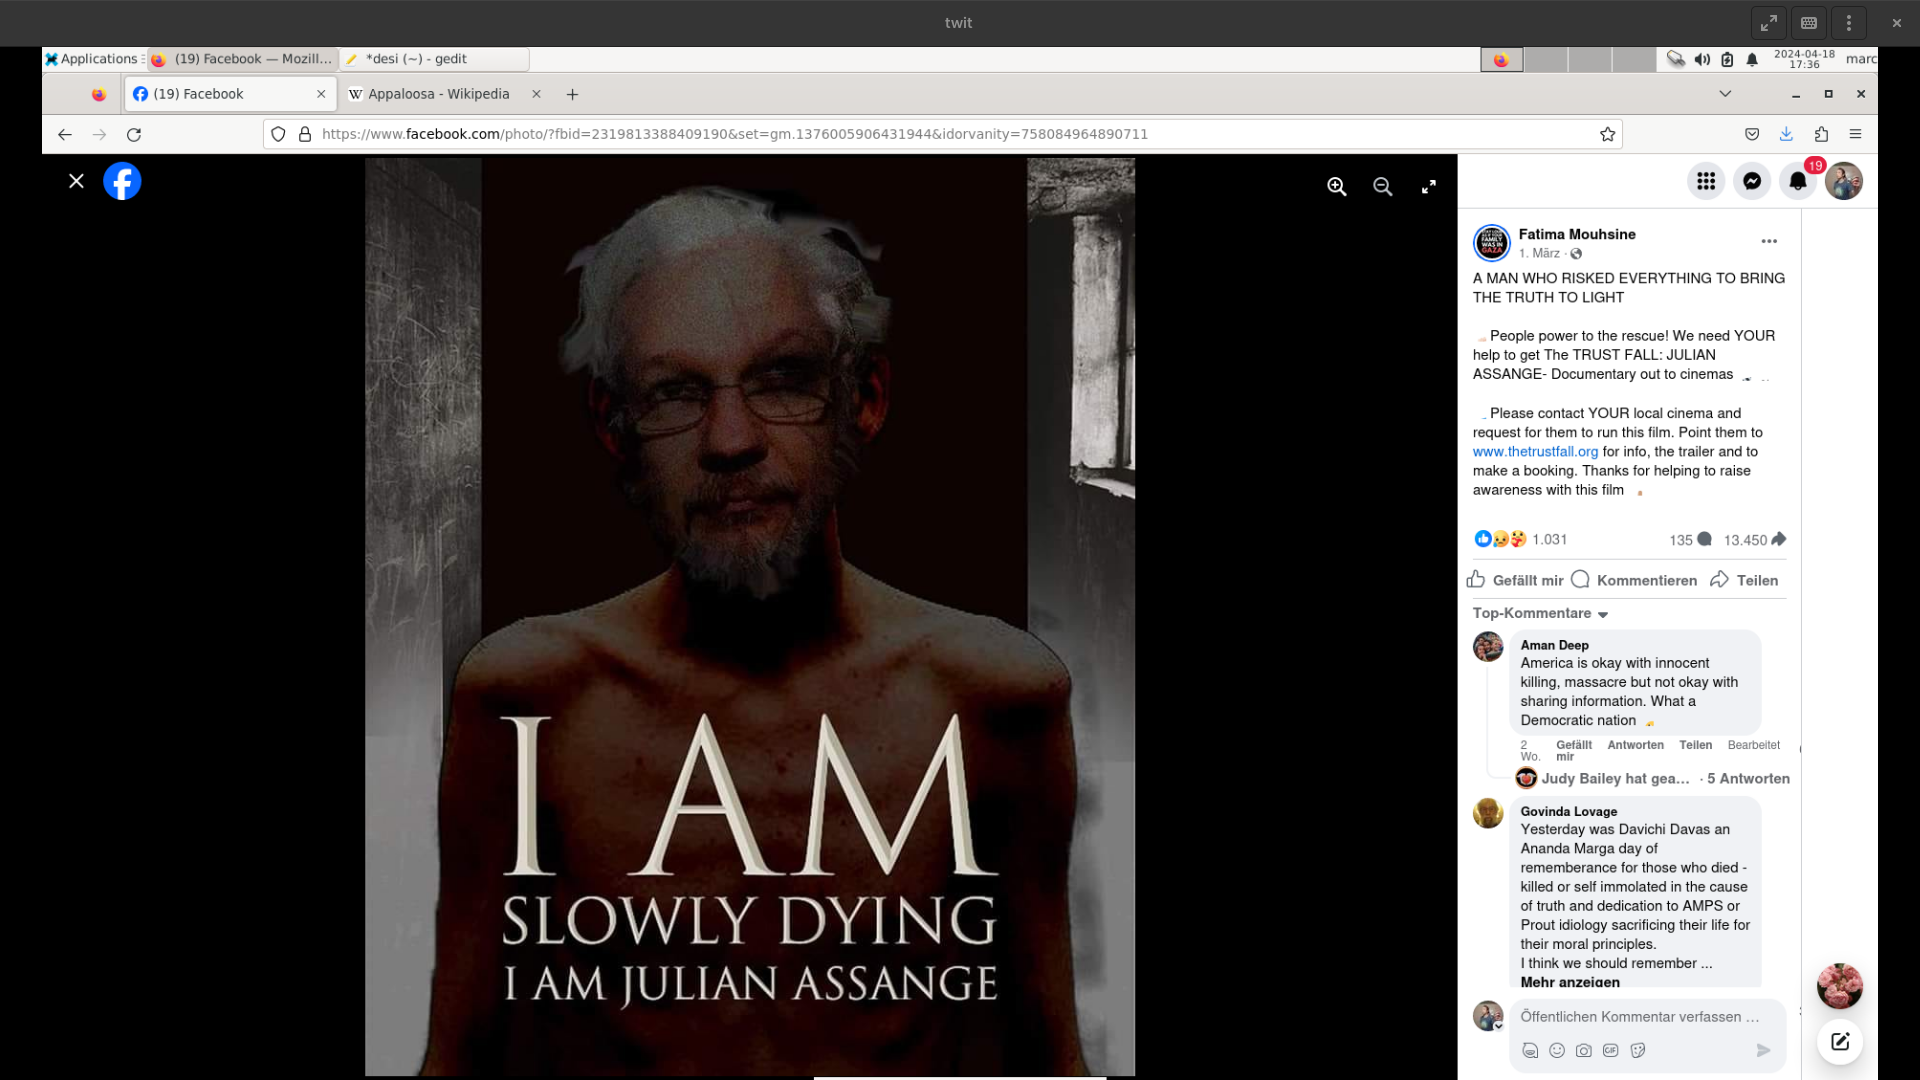 twit
Applications
(19) Facebook — Mozill...
*desi (~) - gedit
2024-04-18
17:36
marc
(19) Facebook
W
Appaloosa - Wikipedia
https://www.facebook.com/photo/?fbid=2319813388409190&set=gm.1376005906431944&idorvanity=758084964890711
19
Fatima Mouhsine
1. März ·
A MAN WHO RISKED EVERYTHING TO BRING
THE TRUTH TO LIGHT
People power to the rescue! We need YOUR
help to get The TRUST FALL: JULIAN
ASSANGE- Documentary out to cinemas
Please contact YOUR local cinema and
request for them to run this film. Point them to
www.thetrustfall.org for info, the trailer and to
make a booking. Thanks for helping to raise
awareness with this film
1.031
135
13.450
Gefällt mir
Kommentieren
Teilen
Top-Kommentare
Aman Deep
America is okay with innocent
killing, massacre but not okay with
sharing information. What a
Democratic nation
2 Wo.
Gefällt mir
Antworten
Teilen
Bearbeitet
Judy Bailey hat gea... · 5 Antworten
Govinda Lovage
Yesterday was Davichi Davas an
Ananda Marga day of
rememberance for those who died -
killed or self immolated in the cause
of truth and dedication to AMPS or
Prout idiology sacrificing their life for
their moral principles.
I think we should remember ...
Mehr anzeigen
Öffentlichen Kommentar verfassen ...
GIF
I AM
SLOWLY DYING
I AM JULIAN ASSANGE